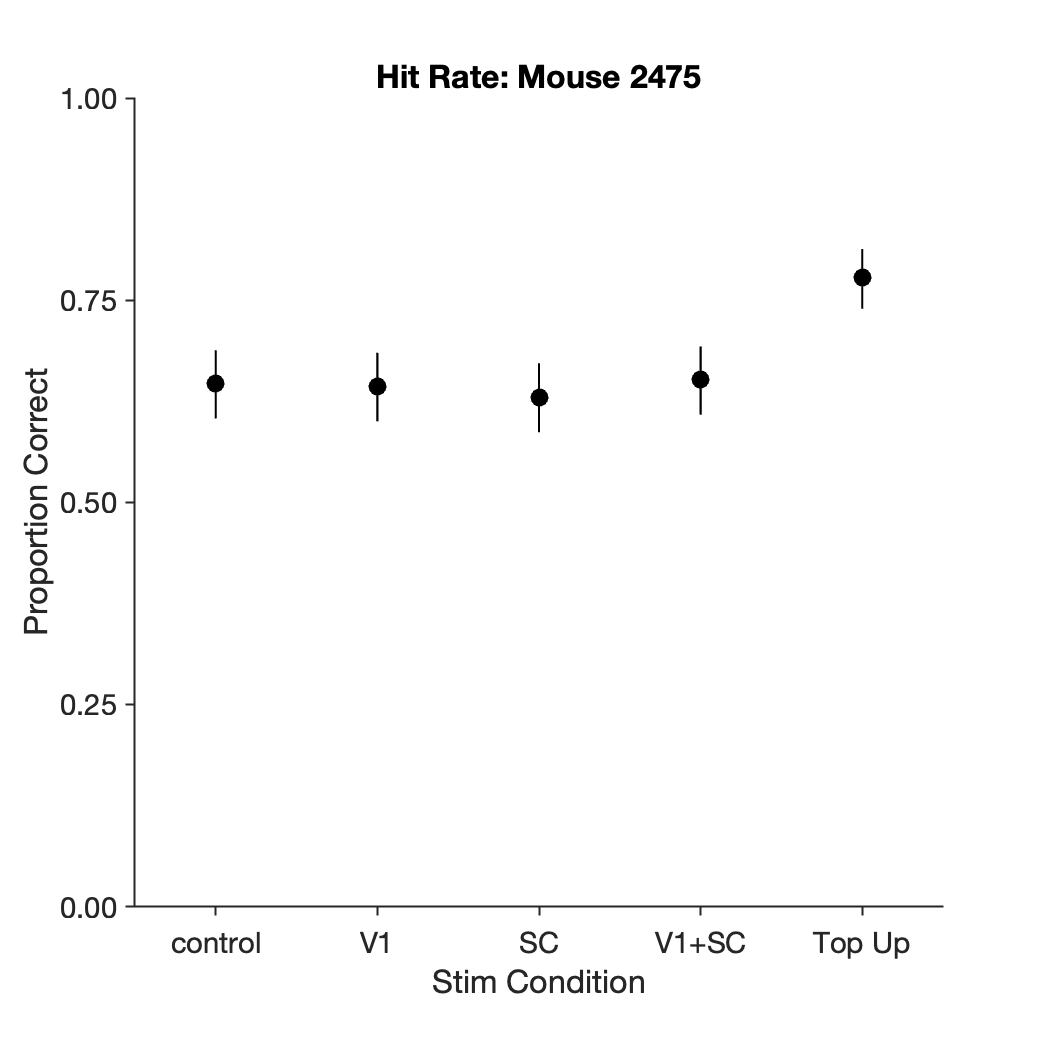 Hit Rate: Mouse 2475
1.00
0.75
0.50
0.25
0.00
Proportion Correct
control V1 SC V1+SC Top Up
Stim Condition